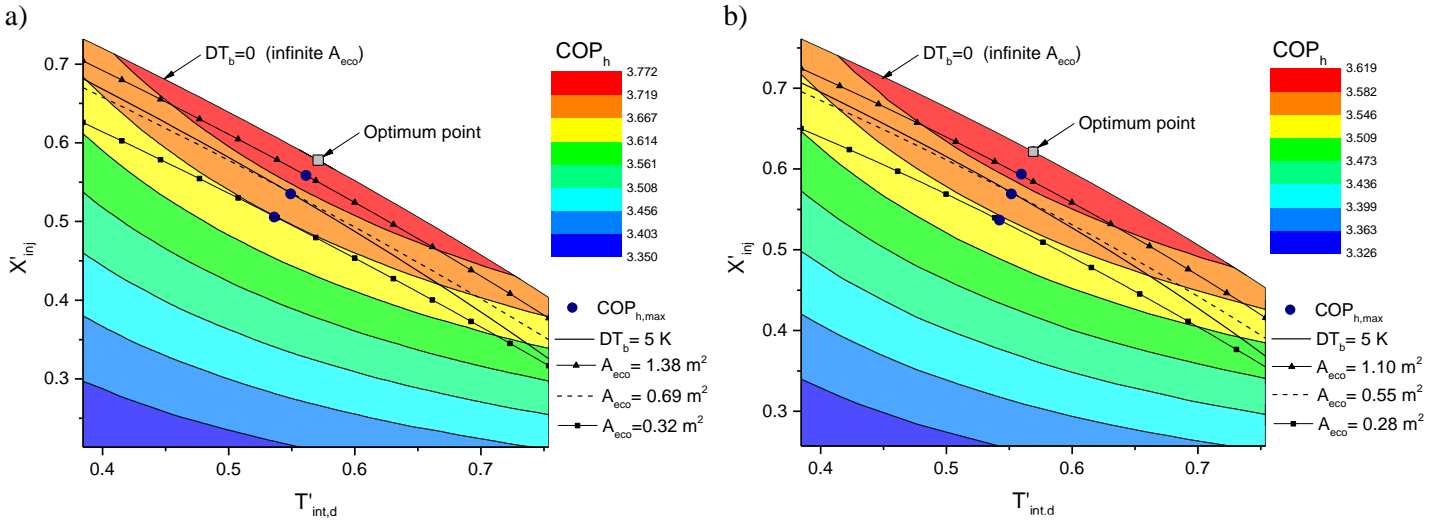 a)
DT_b=0 (infinite A_eco)
Optimum point
COP_h
3.772
3.719
3.667
3.614
3.561
3.508
3.456
3.403
3.350
COP_h,max
DT_b= 5 K
A_eco= 1.38 m²
A_eco= 0.69 m²
A_eco=0.32 m²
0.7
0.6
0.5
0.4
0.3
X'_inj
0.4 0.5 0.6 0.7
T'_int,d
b)
DT_b=0 (infinite A_eco)
Optimum point
COP_h
3.619
3.582
3.546
3.509
3.473
3.436
3.399
3.363
3.326
COP_h,max
DT_b= 5 K
A_eco= 1.10 m²
A_eco= 0.55 m²
A_eco= 0.28 m²
0.7
0.6
0.5
0.4
0.3
X'_inj
0.4 0.5 0.6 0.7
T'_int.d